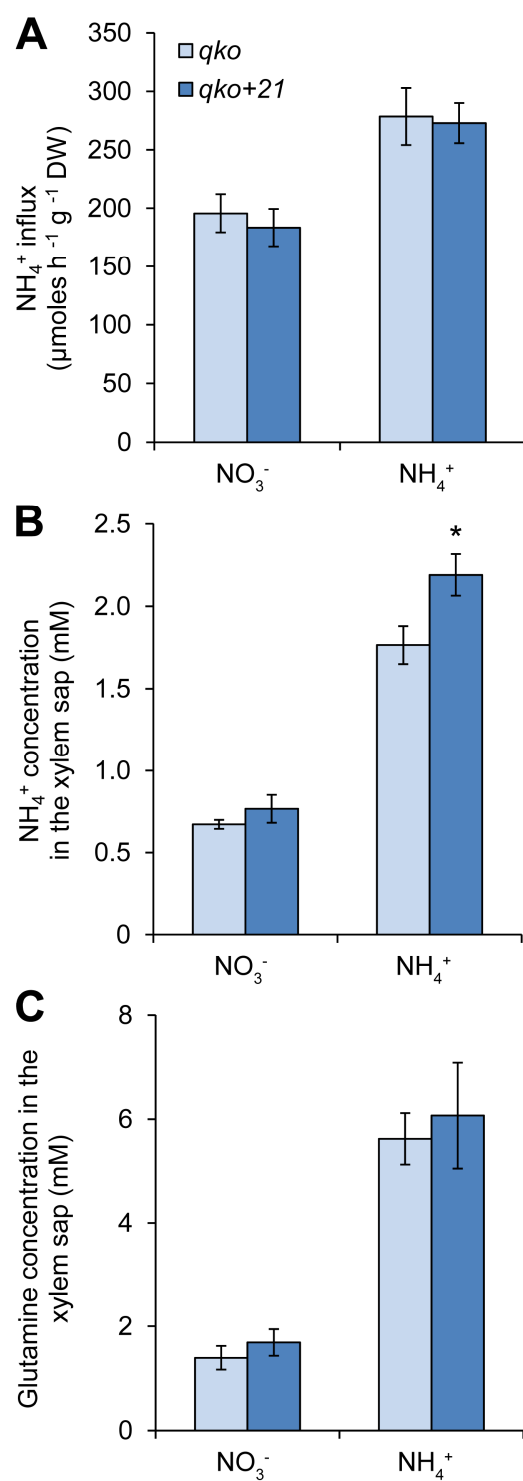 A
350
300
250
200
150
100
50
0
NH₄⁺ influx
(µmoles h ⁻¹ g ⁻¹ DW)
qko
qko+21
NO₃⁻
NH₄⁺
B
2.5
2.0
1.5
1.0
0.5
0
NH₄⁺ concentration
in the xylem sap (mM)
*
NO₃⁻
NH₄⁺
C
8
6
4
2
0
Glutamine concentration in the
xylem sap (mM)
NO₃⁻
NH₄⁺